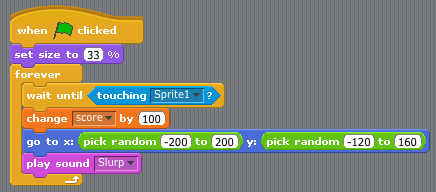 when clicked
set size to 33 %
forever
wait until touching Sprite1 ?
change score by 100
go to x: pick random -200 to 200 y: pick random -120 to 160
play sound Slurp